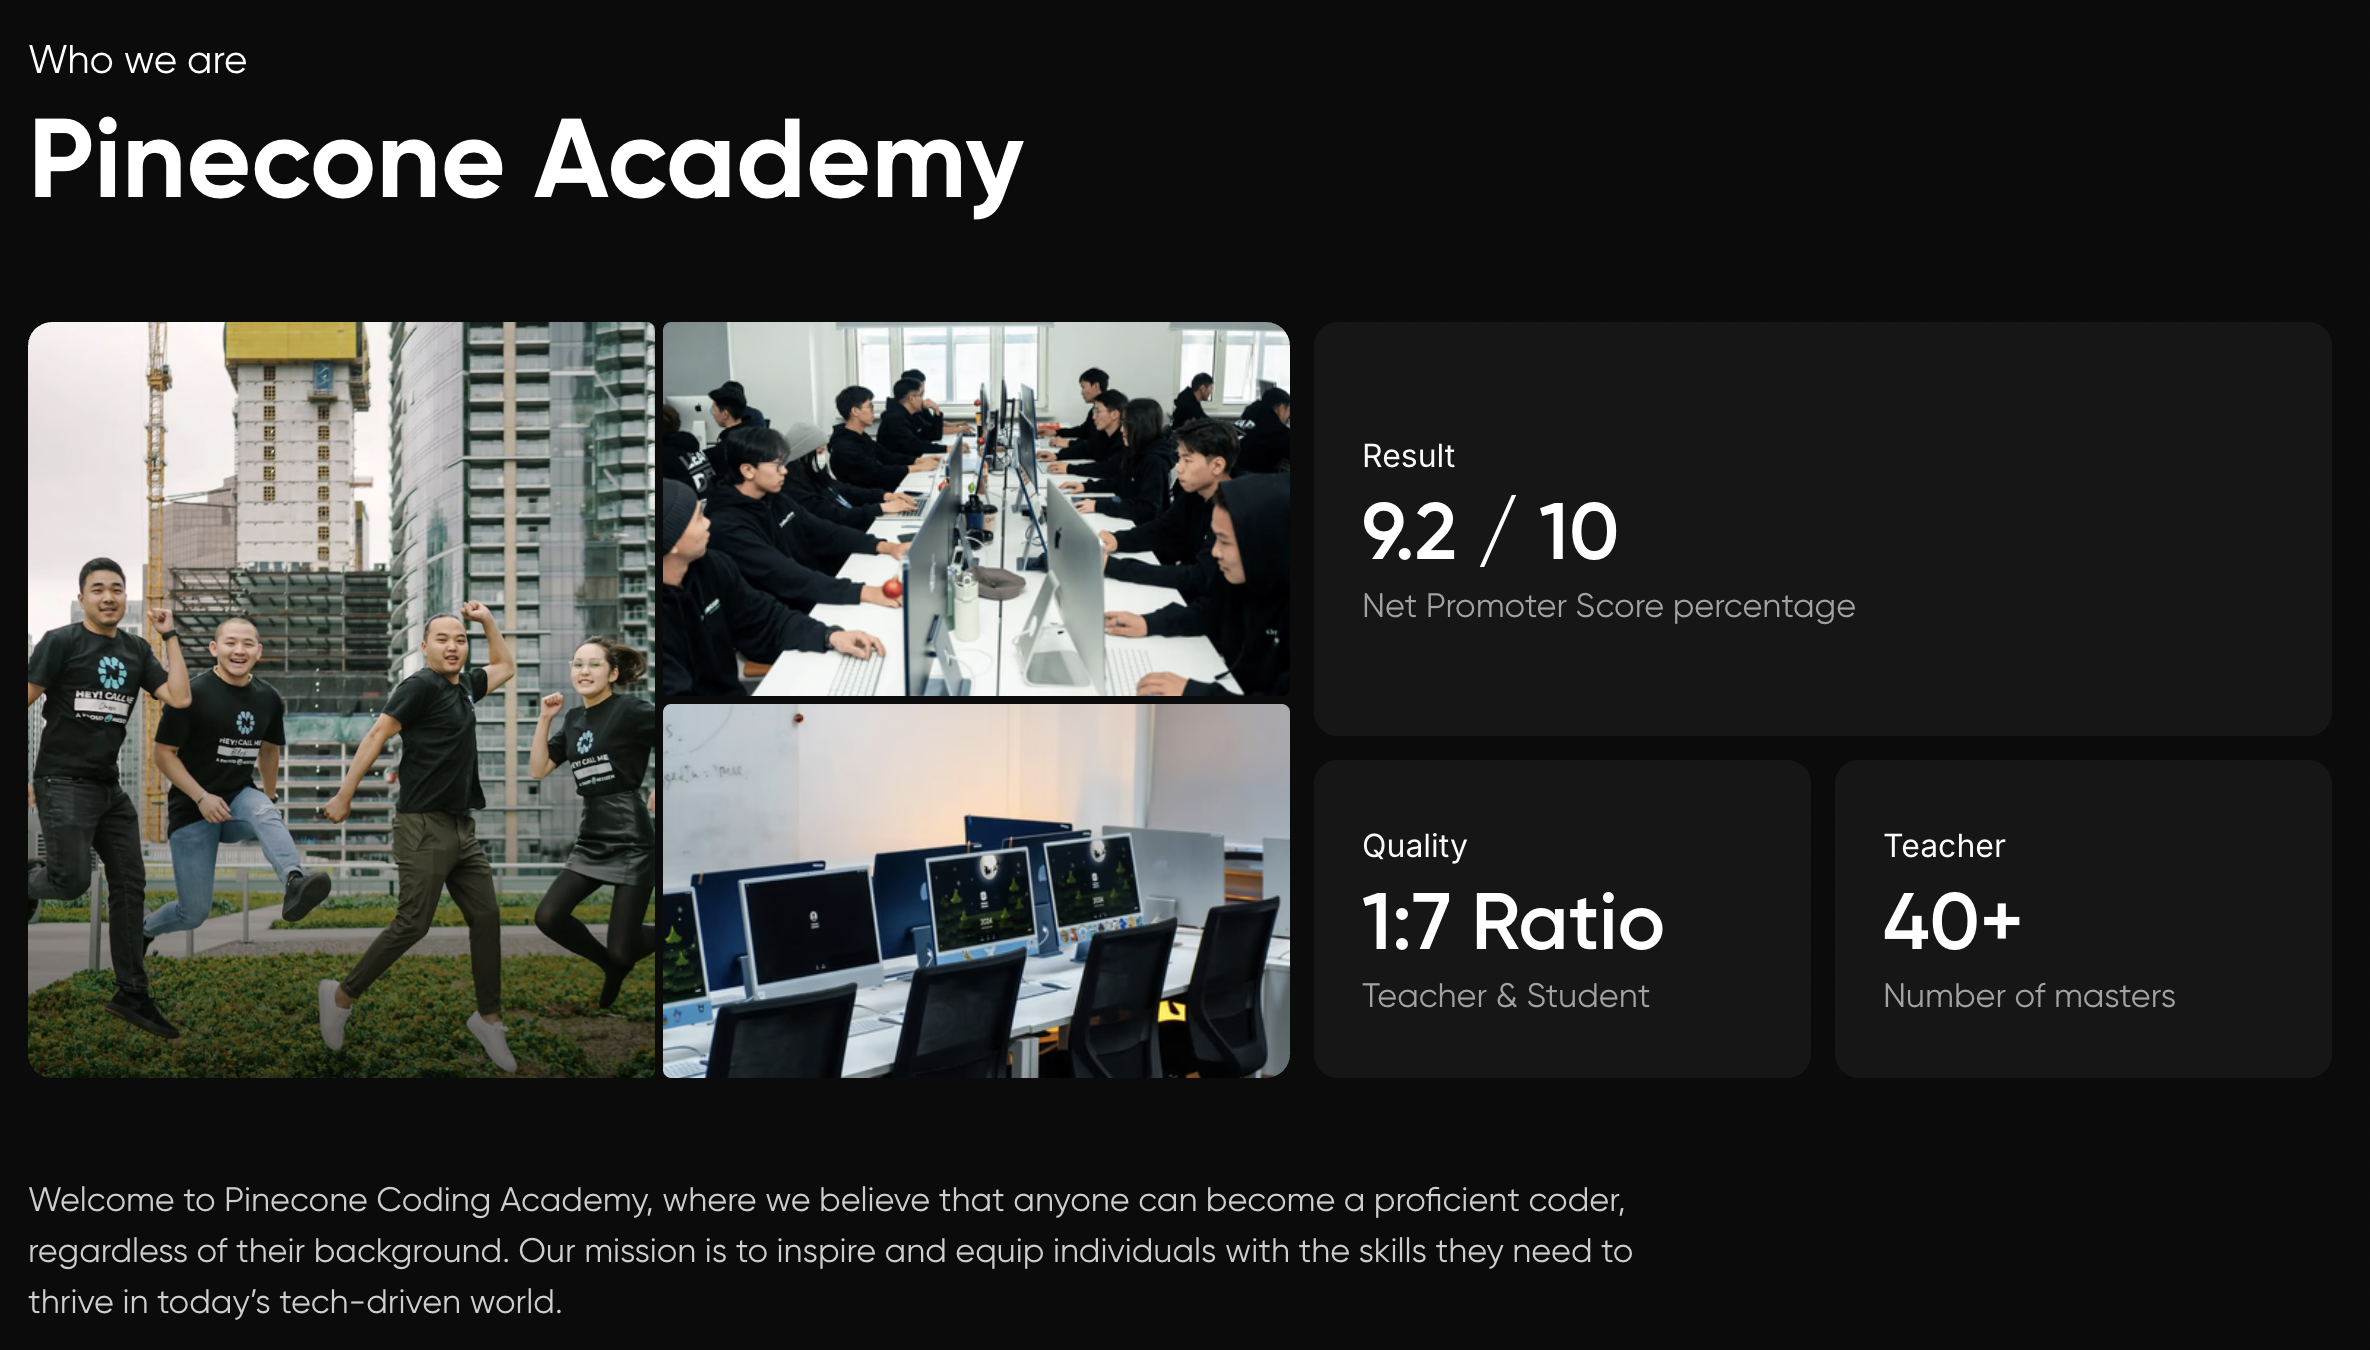 Who we are
Pinecone Academy
HEY! CALL ME
HEY! CALL ME
HEY! CALL ME
Result
9.2 / 10
Net Promoter Score percentage
Quality
1:7 Ratio
Teacher & Student
Teacher
40+
Number of masters
Welcome to Pinecone Coding Academy, where we believe that anyone can become a proficient coder,
regardless of their background. Our mission is to inspire and equip individuals with the skills they need to
thrive in today’s tech-driven world.